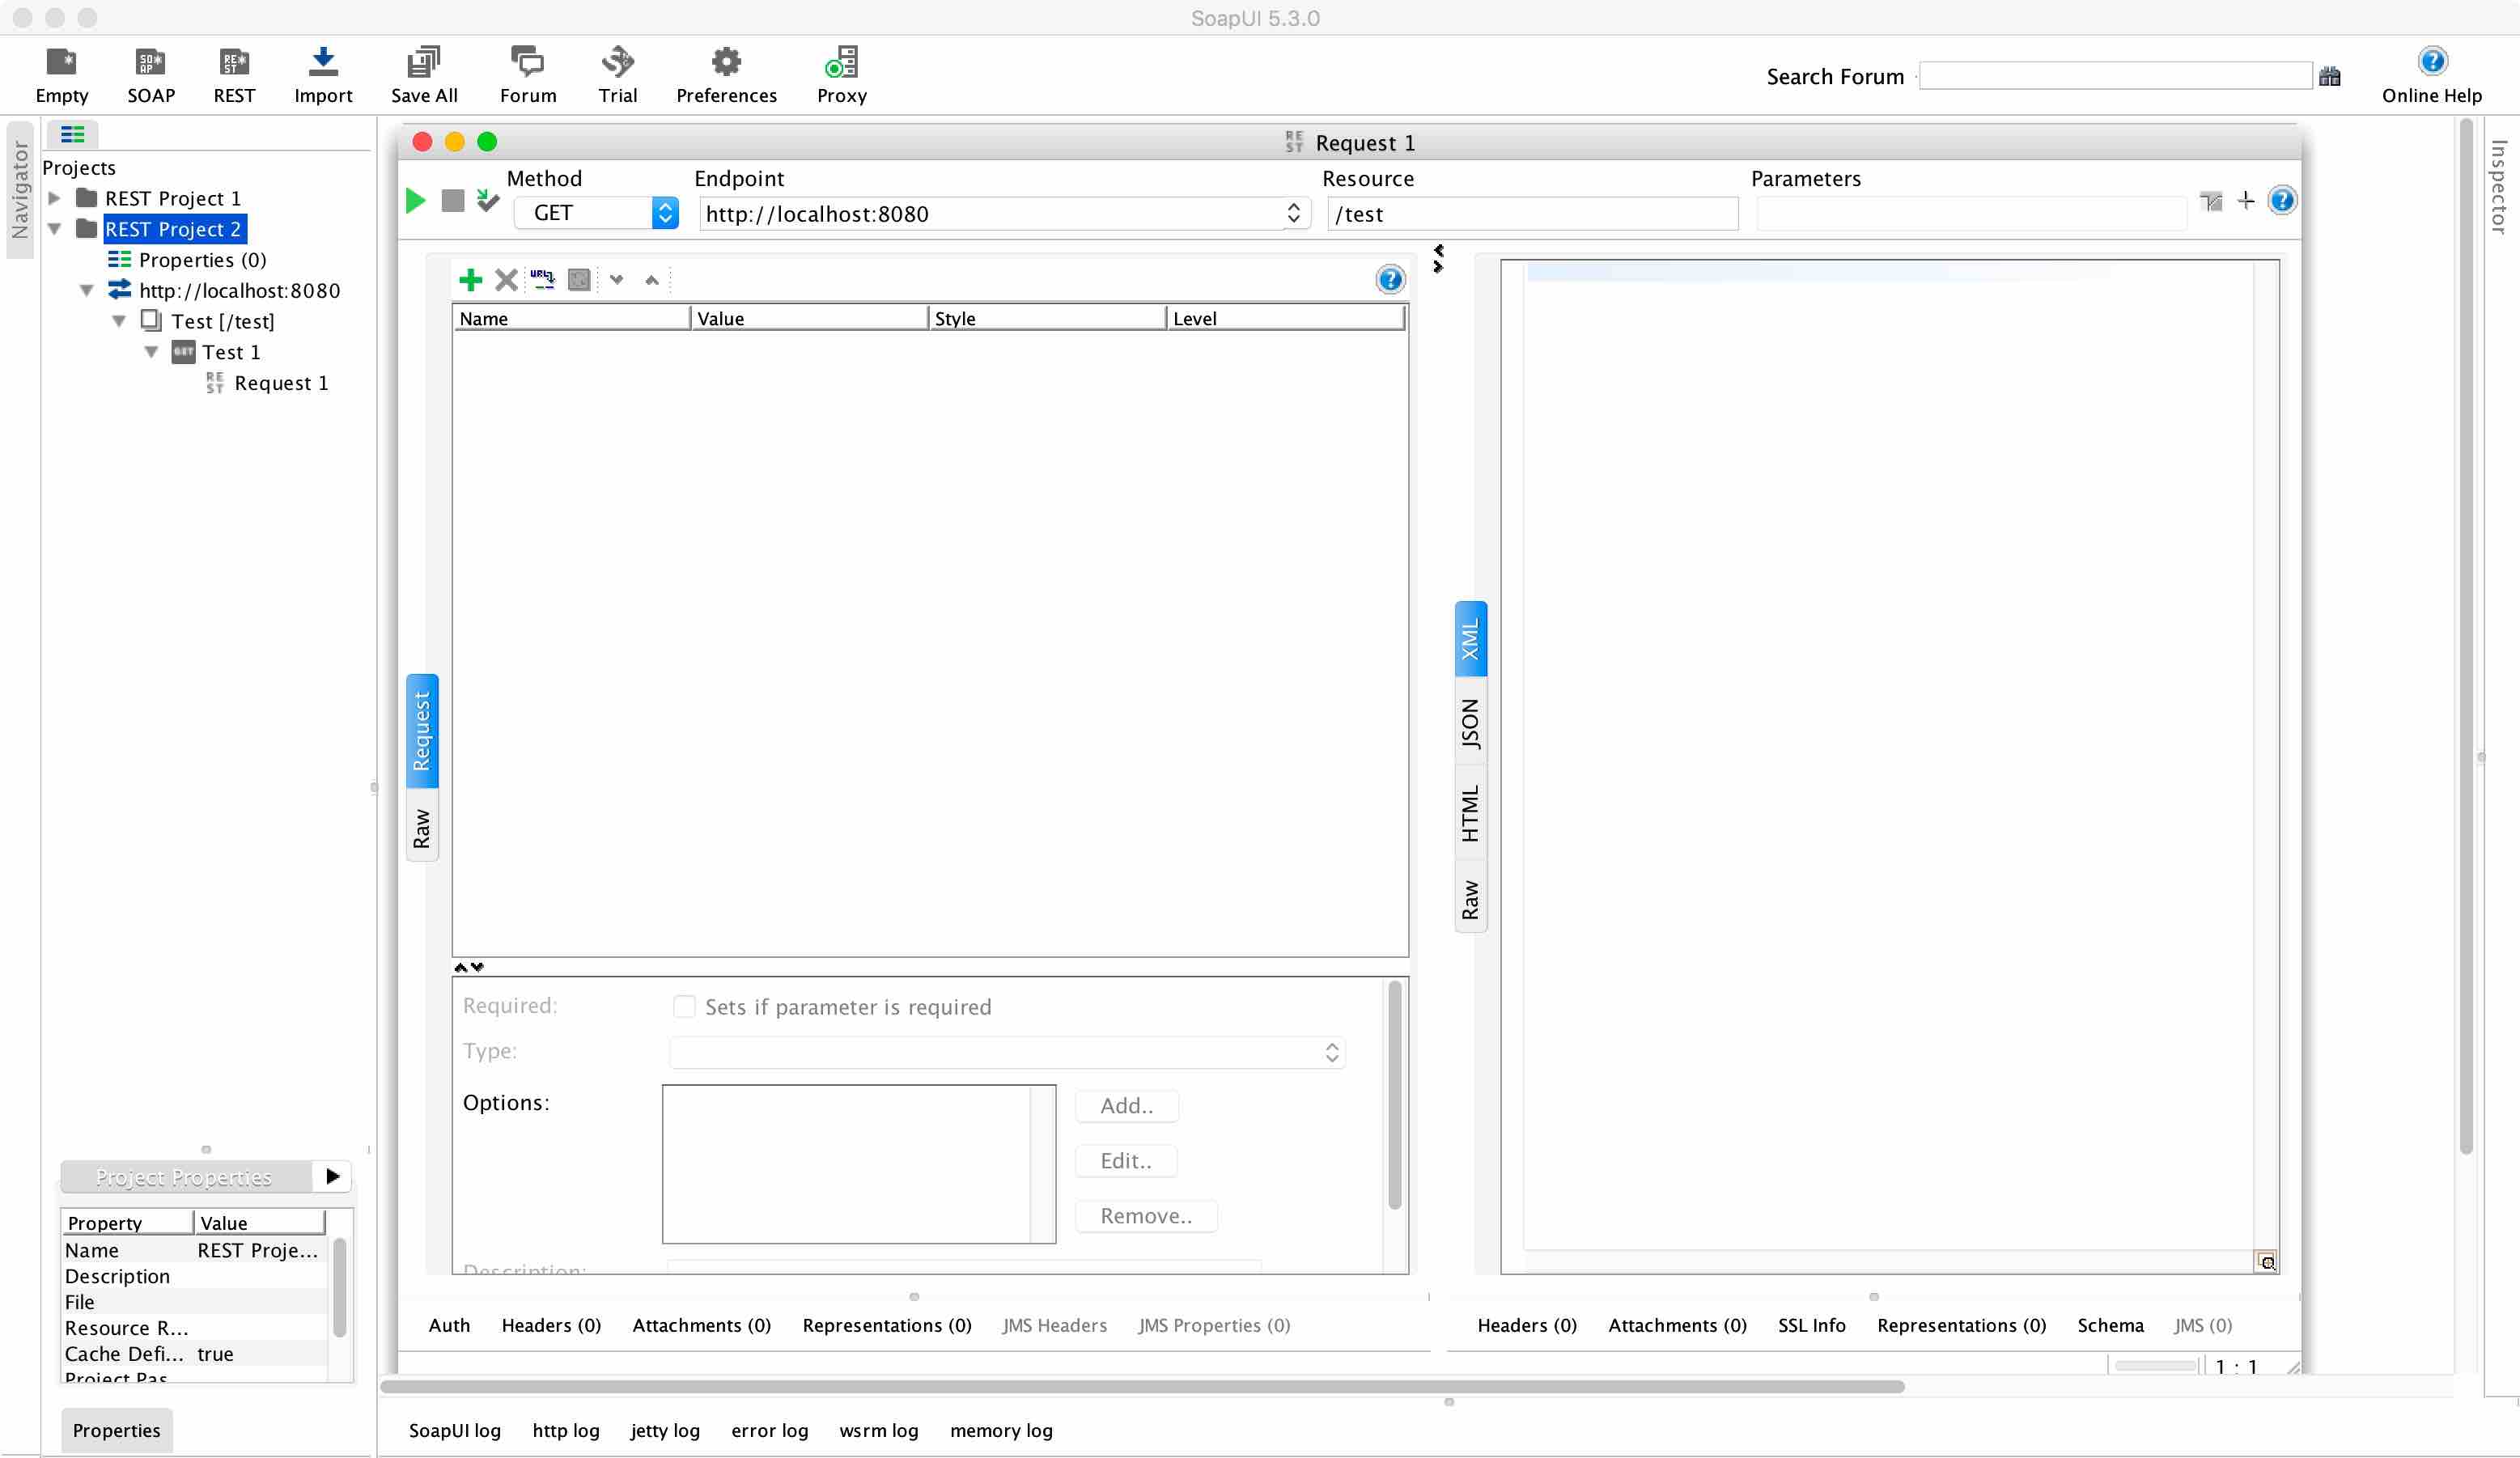 SoapUI 5.3.0
Empty SOAP REST Import Save All Forum Trial Preferences Proxy Search Forum Online Help
Navigator
Projects
REST Project 1
REST Project 2
Properties (0)
http://localhost:8080
Test [/test]
Test 1
Request 1
Project Properties
Property Value
Name REST Proje...
Description
File
Resource R...
Cache Defi... true
Project Pas
Properties
Request 1
Method Endpoint Resource Parameters
GET http://localhost:8080 /test
Name Value Style Level
Request
Raw
Required: Sets if parameter is required
Type:
Options:
Add..
Edit..
Remove..
Description:
Auth Headers (0) Attachments (0) Representations (0) JMS Headers JMS Properties (0)
XML
JSON
HTML
Raw
Headers (0) Attachments (0) SSL Info Representations (0) Schema JMS (0)
1 : 1
Inspector
SoapUI log http log jetty log error log wsrm log memory log